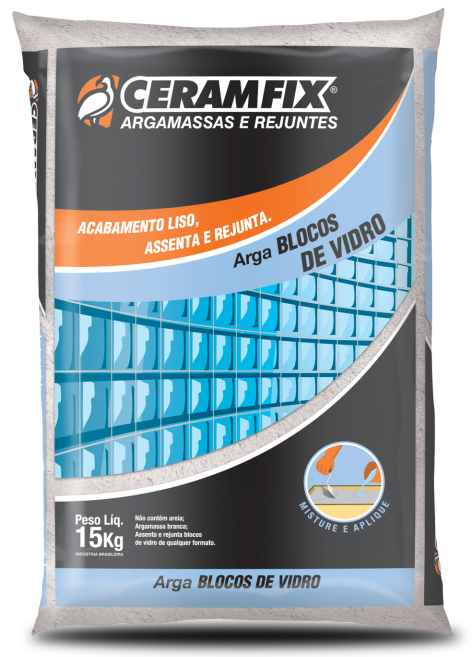 CERAMFIX®
ARGAMASSAS E REJUNTES
ACABAMENTO LISO,
ASSENTA E REJUNTA.
Arga BLOCOS
DE VIDRO
MISTURE E APLIQUE
Peso Líq.
15Kg
INDÚSTRIA BRASILEIRA
Não contém areia;
Argamassa branca;
Assenta e rejunta blocos
de vidro de qualquer formato.
Arga BLOCOS DE VIDRO